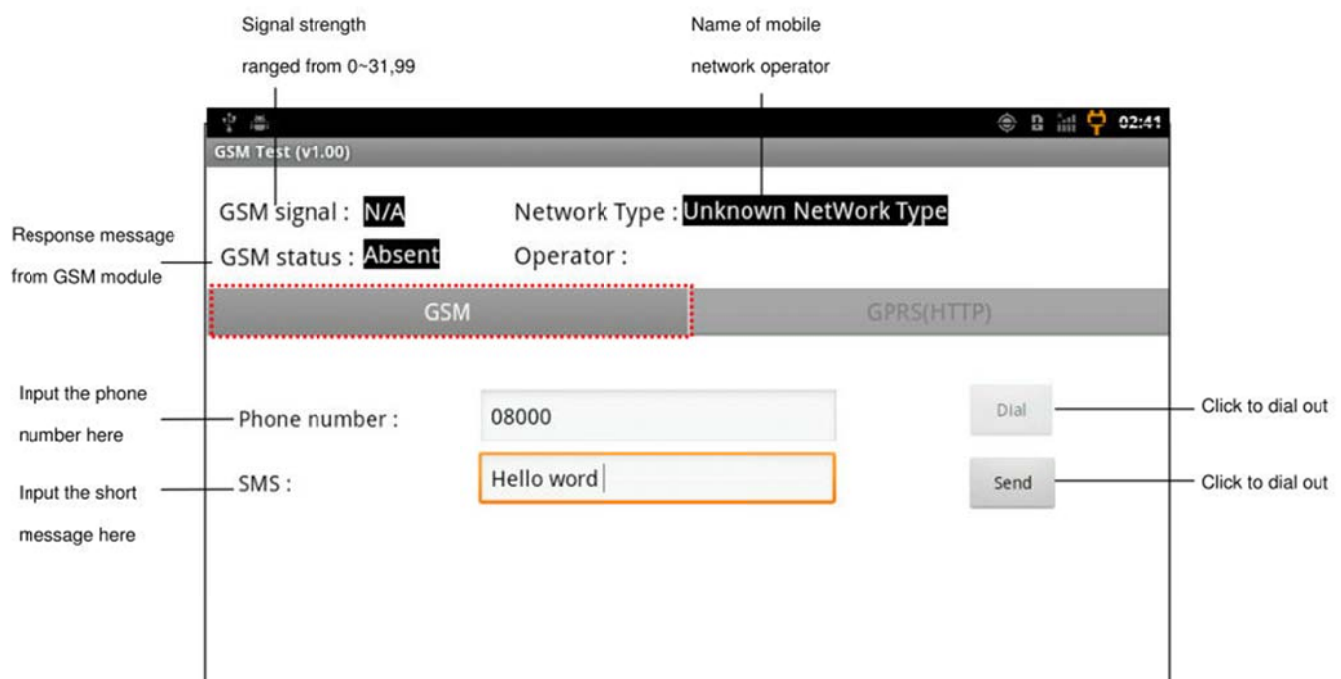 Signal strength
ranged from 0~31,99
Name of mobile
network operator
02:41
GSM Test (v1.00)
GSM signal : N/A
Network Type : Unknown NetWork Type
Response message
from GSM module
GSM status : Absent
Operator :
GSM
GPRS(HTTP)
Input the phone
number here
Phone number :
08000
Dial
Click to dial out
Input the short
message here
SMS :
Hello word
Send
Click to dial out